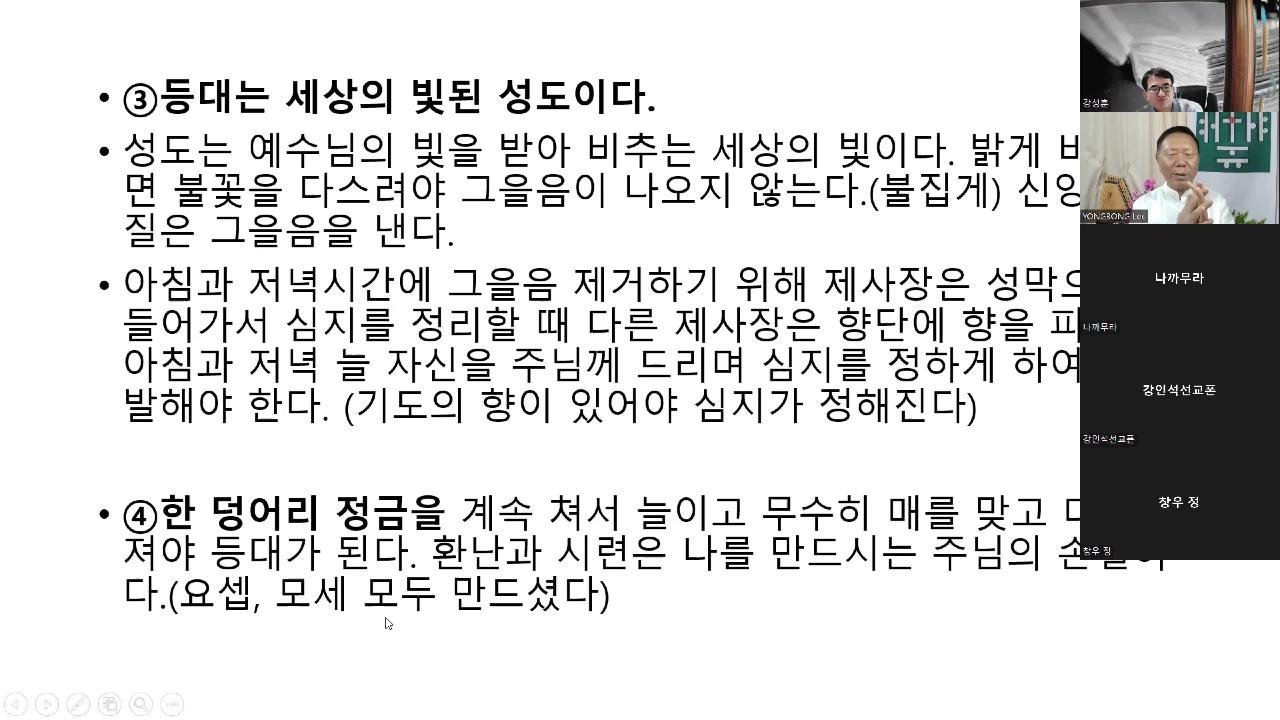 • ③등대는 세상의 빛된 성도이다.
• 성도는 예수님의 빛을 받아 비추는 세상의 빛이다. 밝게
면 불꽃을 다스려야 그을음이 나오지 않는다.(불집게)
질은 그을음을 낸다.
• 아침과 저녁시간에 그을음 제거하기 위해 제사장은
들어가서 심지를 정리할 때 다른 제사장은 향단에 향을
아침과 저녁 늘 자신을 주님께 드리며 심지를 정하게 하여
발해야 한다. (기도의 향이 있어야 심지가 정해진다)
• ④한 덩어리 정금을 계속 쳐서 늘이고 무수히 매를 맞고
져야 등대가 된다. 환난과 시련은 나를 만드시는 주님의
다.(요셉, 모세 모두 만드셨다)
강성훈
YONGBONG Lee
나까무라
나까무라
강인석선교폰
강인석선교폰
창우 정
창우 정